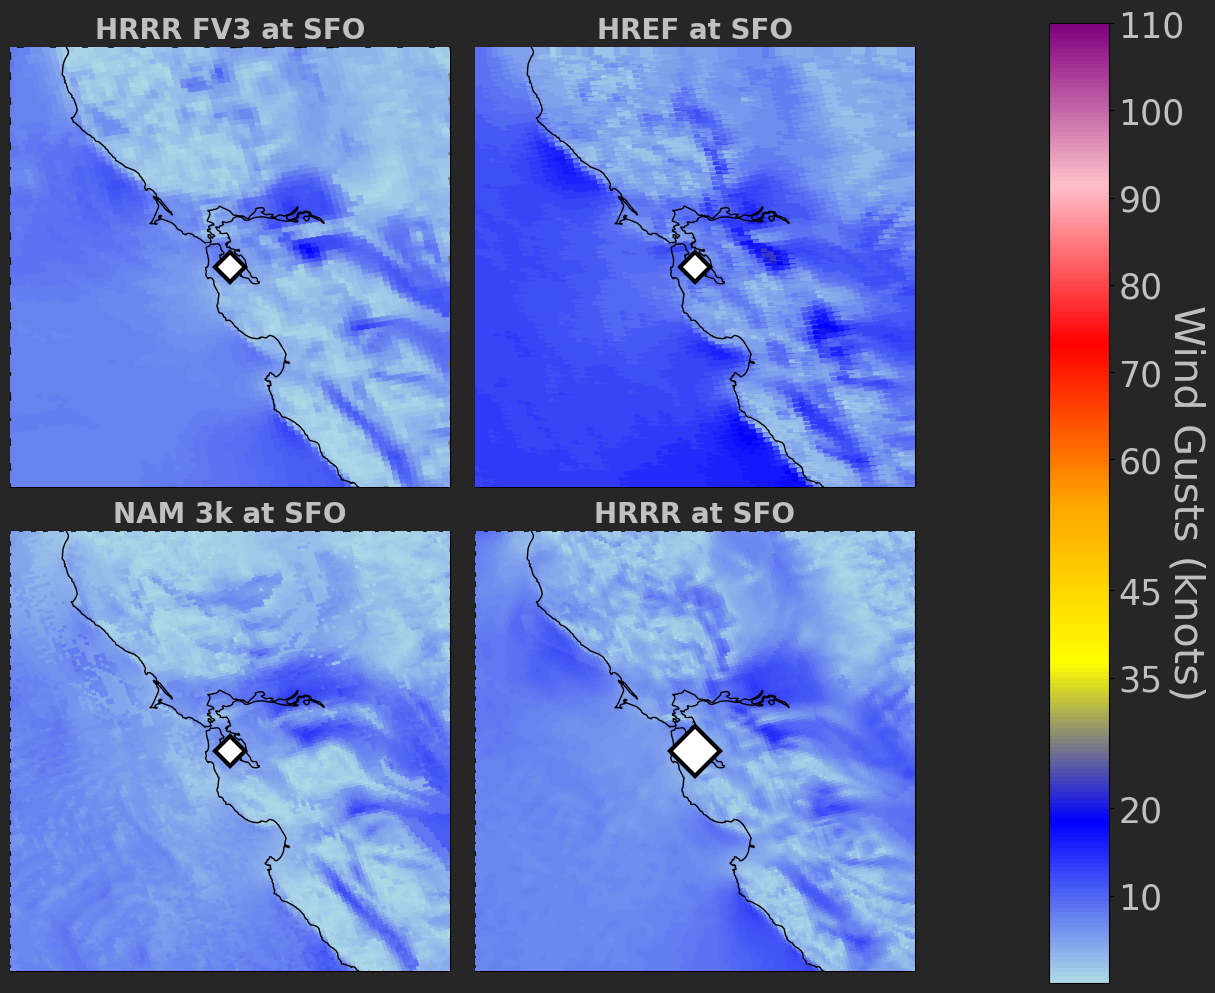 HRRR FV3 at SFO
HREF at SFO
NAM 3k at SFO
HRRR at SFO
110
100
90
80
70
60
45
35
20
10
Wind Gusts (knots)